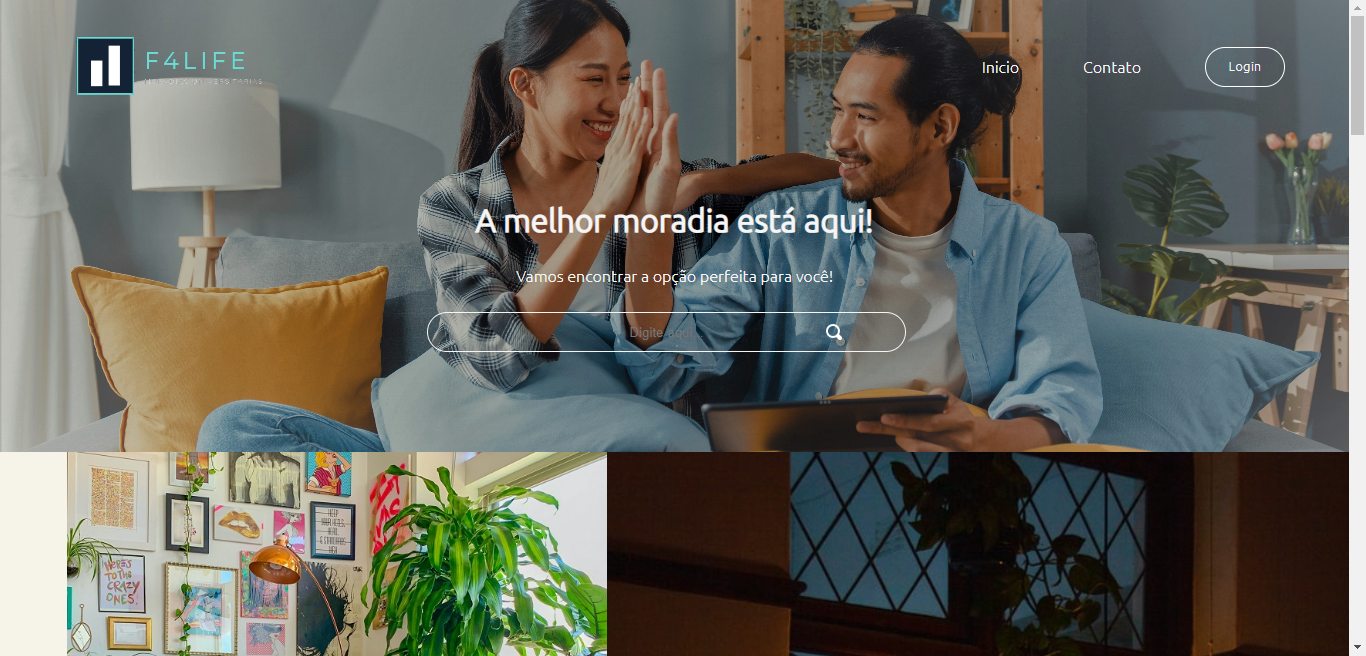 F4LIFE
Inicio
Contato
Login
A melhor moradia está aqui!
Vamos encontrar a opção perfeita para você!
Digite aqui
HERE'S
TO THE
CRAZY
ONES.